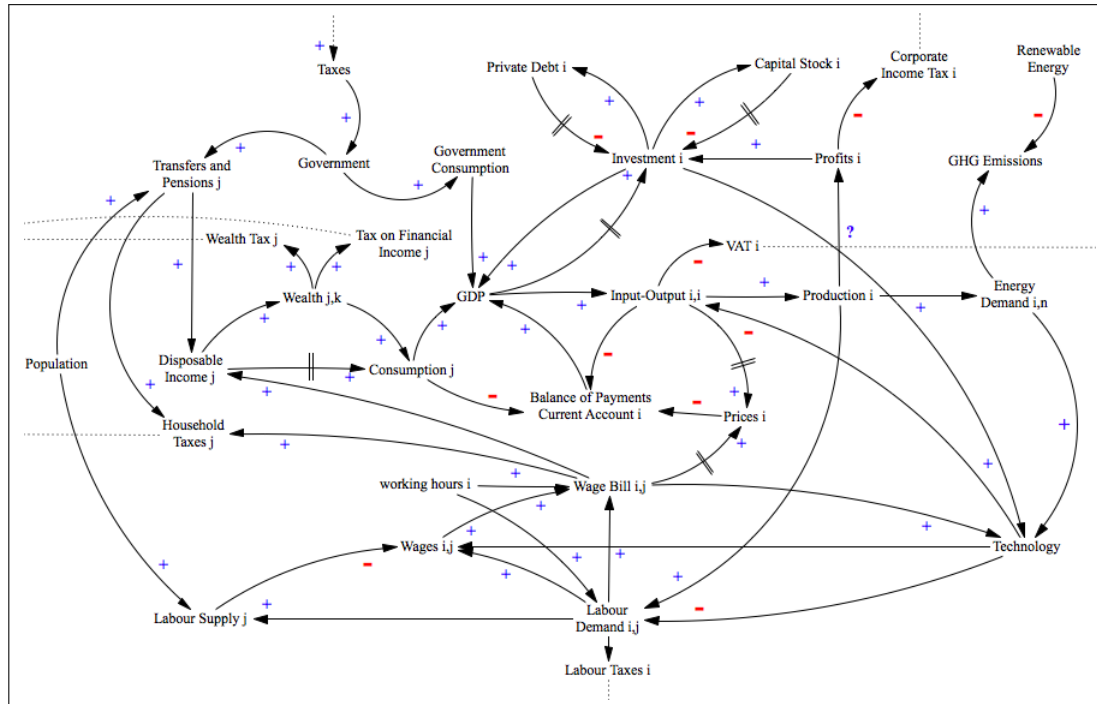 Taxes
Private Debt i
Capital Stock i
Corporate
Income Tax i
Renewable
Energy
Transfers and
Pensions j
Government
Government
Consumption
Investment i
Profits i
GHG Emissions
Wealth Tax j
Tax on Financial
Income j
VAT i
?
Wealth j,k
GDP
Input-Output i,i
Production i
Energy
Demand i,n
Population
Disposable
Income j
Consumption j
Balance of Payments
Current Account i
Prices i
Household
Taxes j
working hours i
Wage Bill i,j
Wages i,j
Technology
Labour Supply j
Labour
Demand i,j
Labour Taxes i